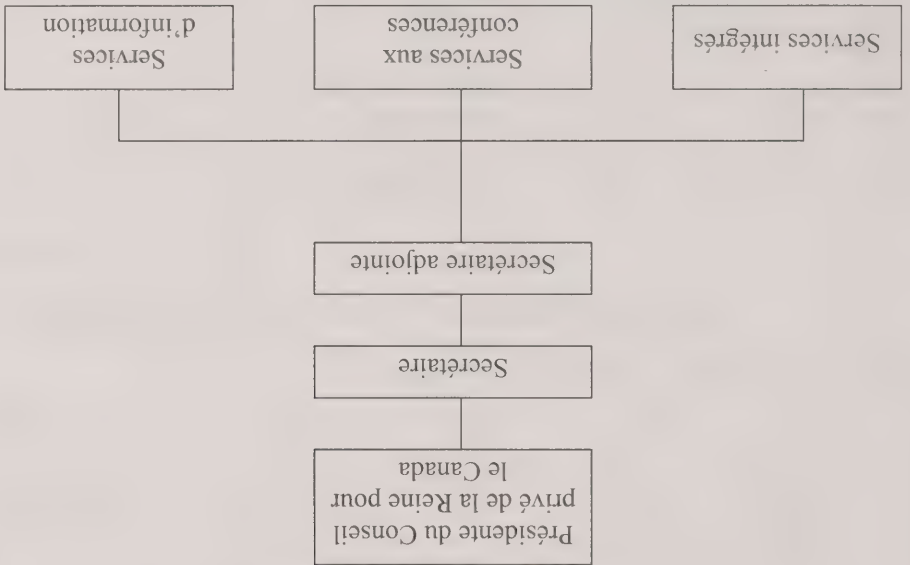 Présidente du Conseil
privé de la Reine pour
le Canada
Secrétaire
Secrétaire adjointe
Services intégrés
Services aux
conférences
Services
d'information